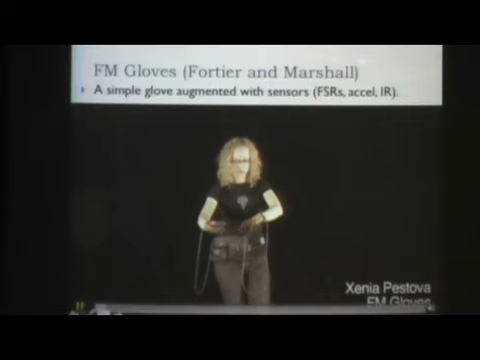 FM Gloves (Fortier and Marshall)
A simple glove augmented with sensors (FSRs, accel, IR).
Xenia Pestova
FM Gloves